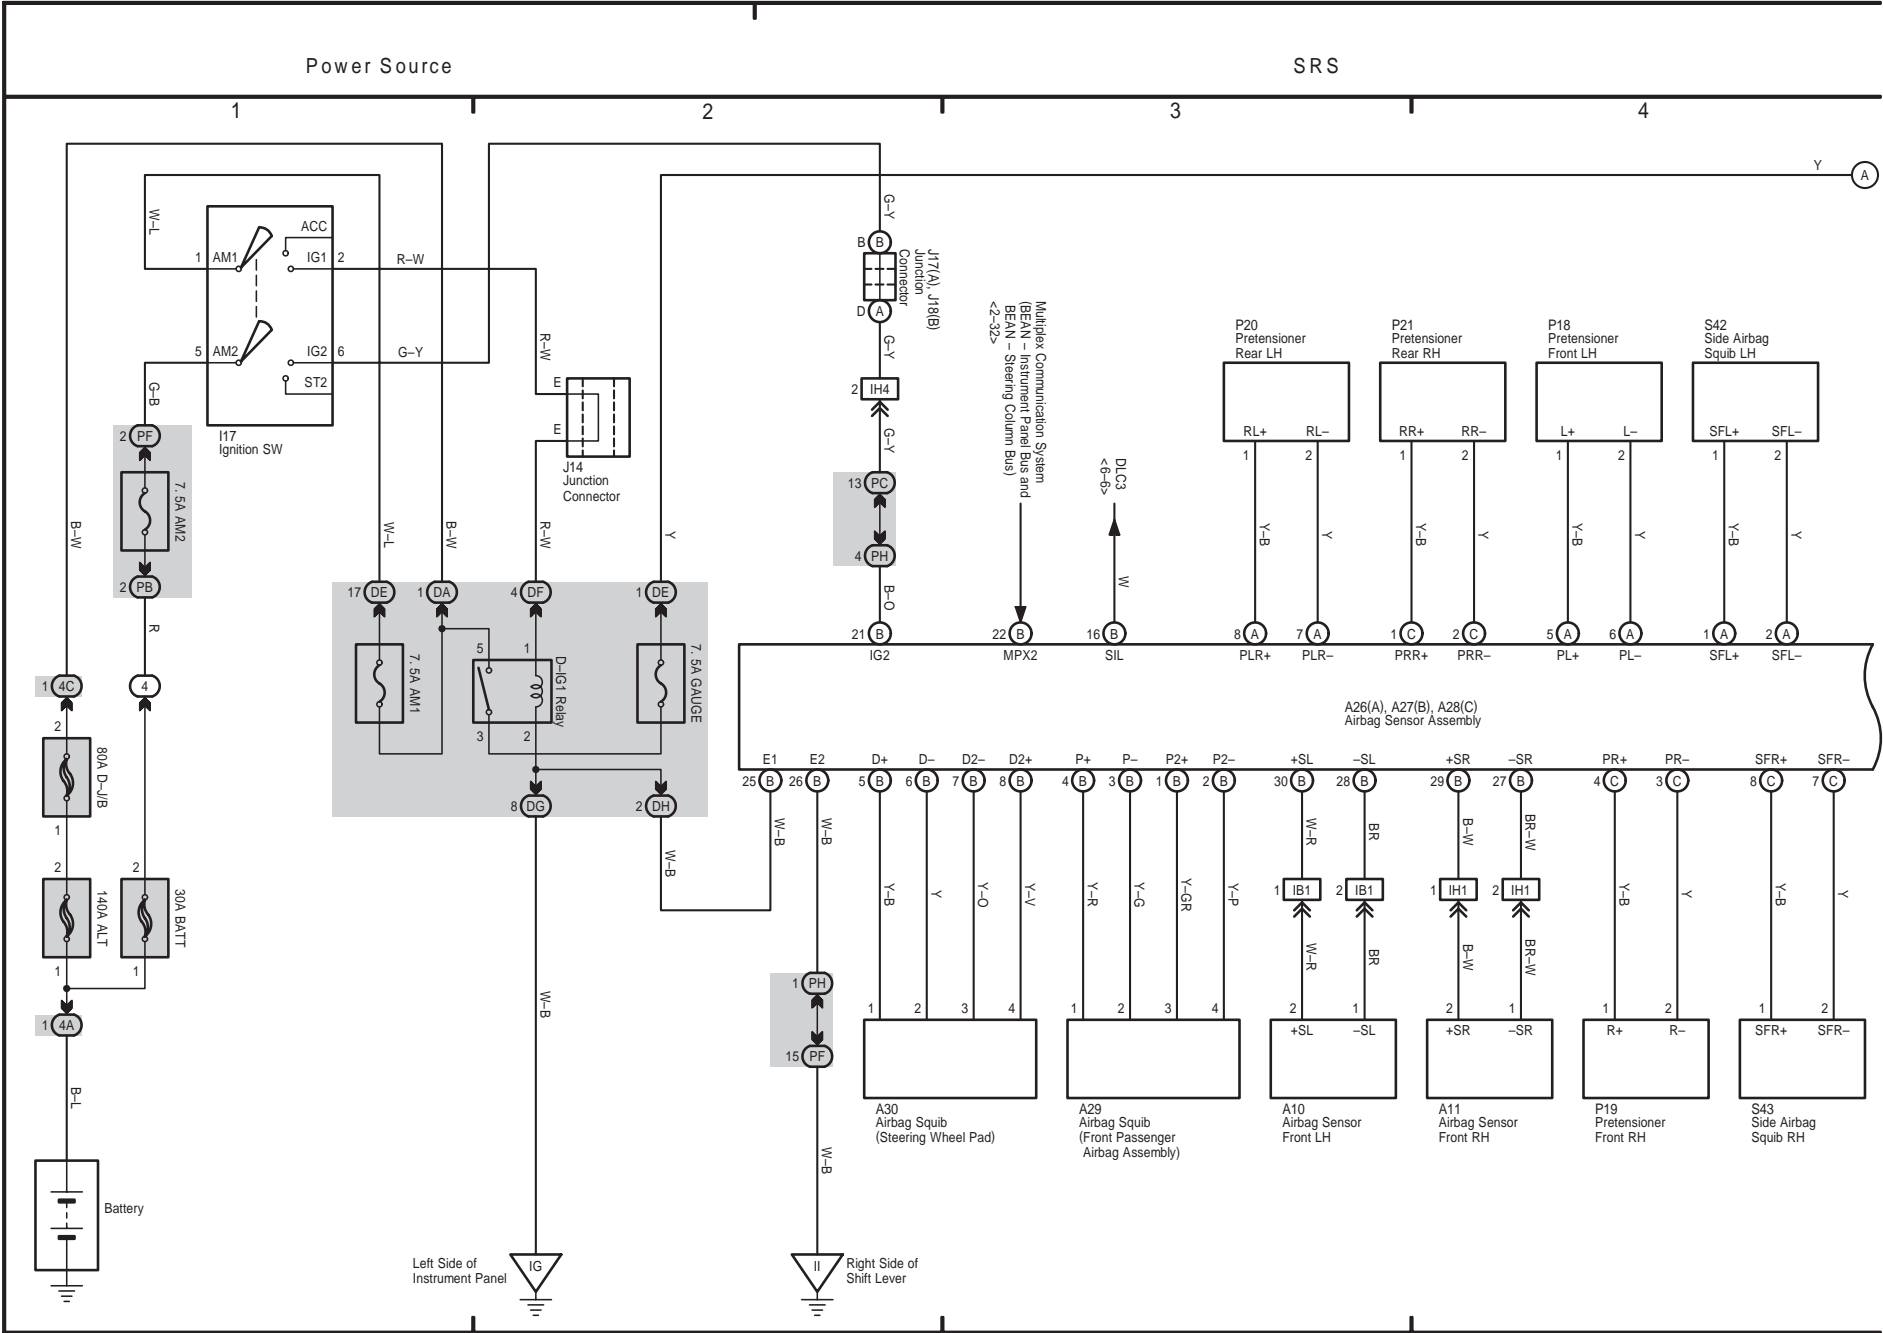 Power Source
SRS
1
2
3
4
Y
A
W–L
ACC
1 AM1
IG1 2
R–W
5 AM2
IG2 6
G–Y
ST2
I17
Ignition SW
G–B
2 PF
7. 5A AM2
2 PB
R
B–W
W–L
B–W
R–W
E
E
J14
Junction
Connector
R–W
Y
G–Y
B B
J17(A), J18(B)
Junction
Connector
D A
G–Y
2 IH4
G–Y
13 PC
4 PH
B–O
Multiplex Communication System
(BEAN – Instrument Panel Bus and
BEAN – Steering Column Bus)
<2–32>
DLC3
<6–6>
W
P20
Pretensioner
Rear LH
RL+ RL–
1 2
Y–B Y
P21
Pretensioner
Rear RH
RR+ RR–
1 2
Y–B Y
P18
Pretensioner
Front LH
L+ L–
1 2
Y–B Y
S42
Side Airbag
Squib LH
SFL+ SFL–
1 2
Y–B Y
17 DE
1 DA
4 DF
1 DE
7. 5A AM1
5 1
D–IG1 Relay
3 2
7. 5A GAUGE
8 DG
2 DH
W–B
W–B
21 B
22 B
16 B
8 A
7 A
1 C
2 C
5 A
6 A
1 A
2 A
IG2 MPX2 SIL PLR+ PLR– PRR+ PRR– PL+ PL– SFL+ SFL–
A26(A), A27(B), A28(C)
Airbag Sensor Assembly
E1 E2 D+ D– D2– D2+ P+ P– P2+ P2– +SL –SL +SR –SR PR+ PR– SFR+ SFR–
25 B
26 B
5 B
6 B
7 B
8 B
4 B
3 B
1 B
2 B
30 B
28 B
29 B
27 B
4 C
3 C
8 C
7 C
W–B
W–B
Y–B
Y
Y–O
Y–V
Y–R
Y–G
Y–GR
Y–P
W–R
BR
B–W
BR–W
Y–B
Y
Y–B
Y
1 IB1
2 IB1
1 IH1
2 IH1
W–R
BR
B–W
BR–W
1 PH
15 PF
W–B
1 2 3 4
1 2 3 4
2 1
2 1
1 2
1 2
+SL –SL
+SR –SR
R+ R–
SFR+ SFR–
A30
Airbag Squib
(Steering Wheel Pad)
A29
Airbag Squib
(Front Passenger
Airbag Assembly)
A10
Airbag Sensor
Front LH
A11
Airbag Sensor
Front RH
P19
Pretensioner
Front RH
S43
Side Airbag
Squib RH
1 4C
4
2
80A D–J/B
1
2
140A ALT
1
2
30A BATT
1
1 4A
B–L
Battery
Left Side of
Instrument Panel
IG
II
Right Side of
Shift Lever